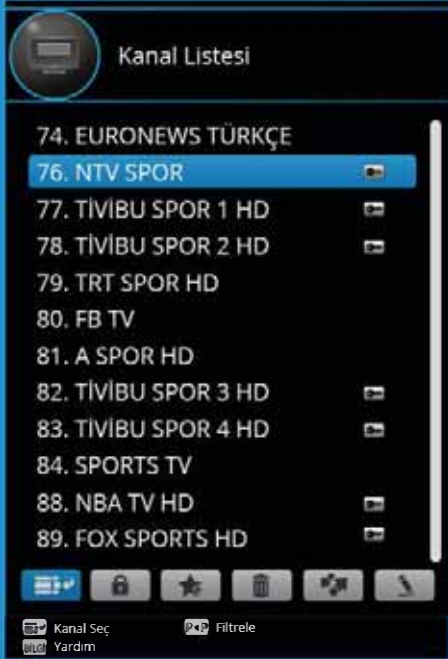 Kanal Listesi
74. EURONEWS TÜRKÇE
76. NTV SPOR
77. TİVİBU SPOR 1 HD
78. TİVİBU SPOR 2 HD
79. TRT SPOR HD
80. FB TV
81. A SPOR HD
82. TİVİBU SPOR 3 HD
83. TİVİBU SPOR 4 HD
84. SPORTS TV
88. NBA TV HD
89. FOX SPORTS HD
Kanal Seç P◄P Filtrele
BİLGİ Yardım